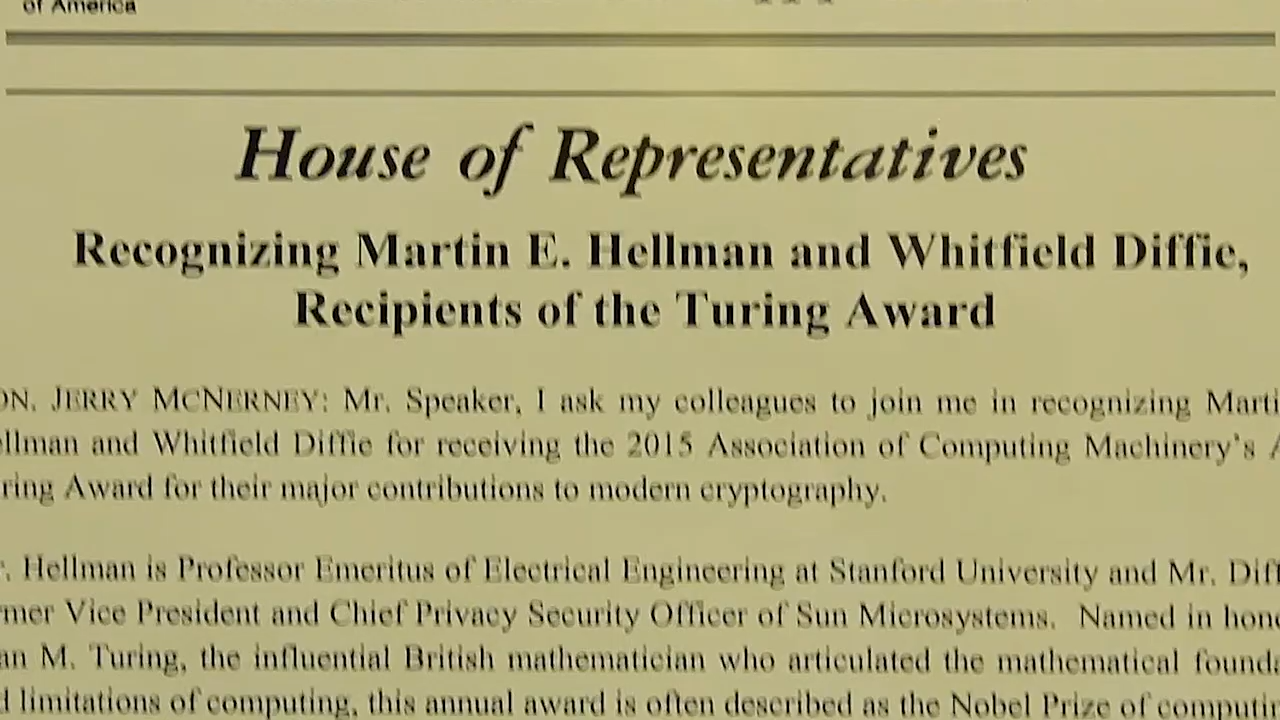 of America
House of Representatives
Recognizing Martin E. Hellman and Whitfield Diffie,
Recipients of the Turing Award
ON. JERRY MCNERNEY: Mr. Speaker, I ask my colleagues to join me in recognizing Marti
ellman and Whitfield Diffie for receiving the 2015 Association of Computing Machinery's A
ring Award for their major contributions to modern cryptography.
r. Hellman is Professor Emeritus of Electrical Engineering at Stanford University and Mr. Diff
rmer Vice President and Chief Privacy Security Officer of Sun Microsystems. Named in hono
an M. Turing, the influential British mathematician who articulated the mathematical founda
d limitations of computing, this annual award is often described as the Nobel Prize of computin